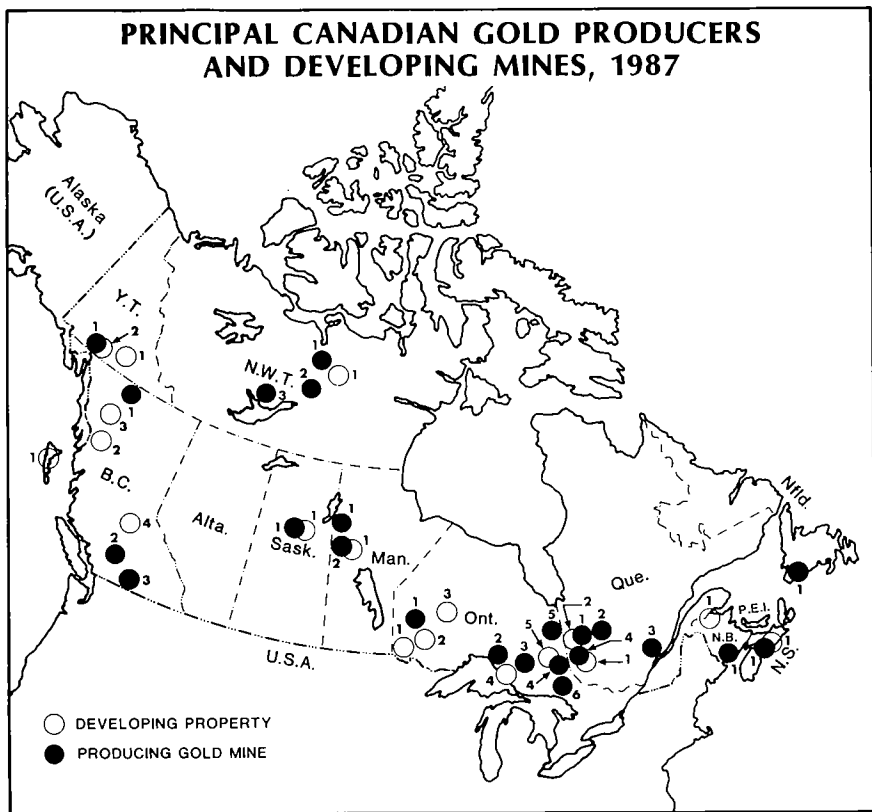 PRINCIPAL CANADIAN GOLD PRODUCERS
AND DEVELOPING MINES, 1987
Alaska
(U.S.A.)
Y.T.
1
2
1
N.W.T.
1
2
1
3
1
3
2
1
B.C.
4
2
3
Alta.
1
1
Sask.
1
1
2
Man.
U.S.A.
Ont.
1
3
1
2
2
3
4
5
5
4
6
Que.
2
1
2
4
1
3
Nfld.
1
P.E.I.
1
N.B.
1
N.S.
1
1
DEVELOPING PROPERTY
PRODUCING GOLD MINE